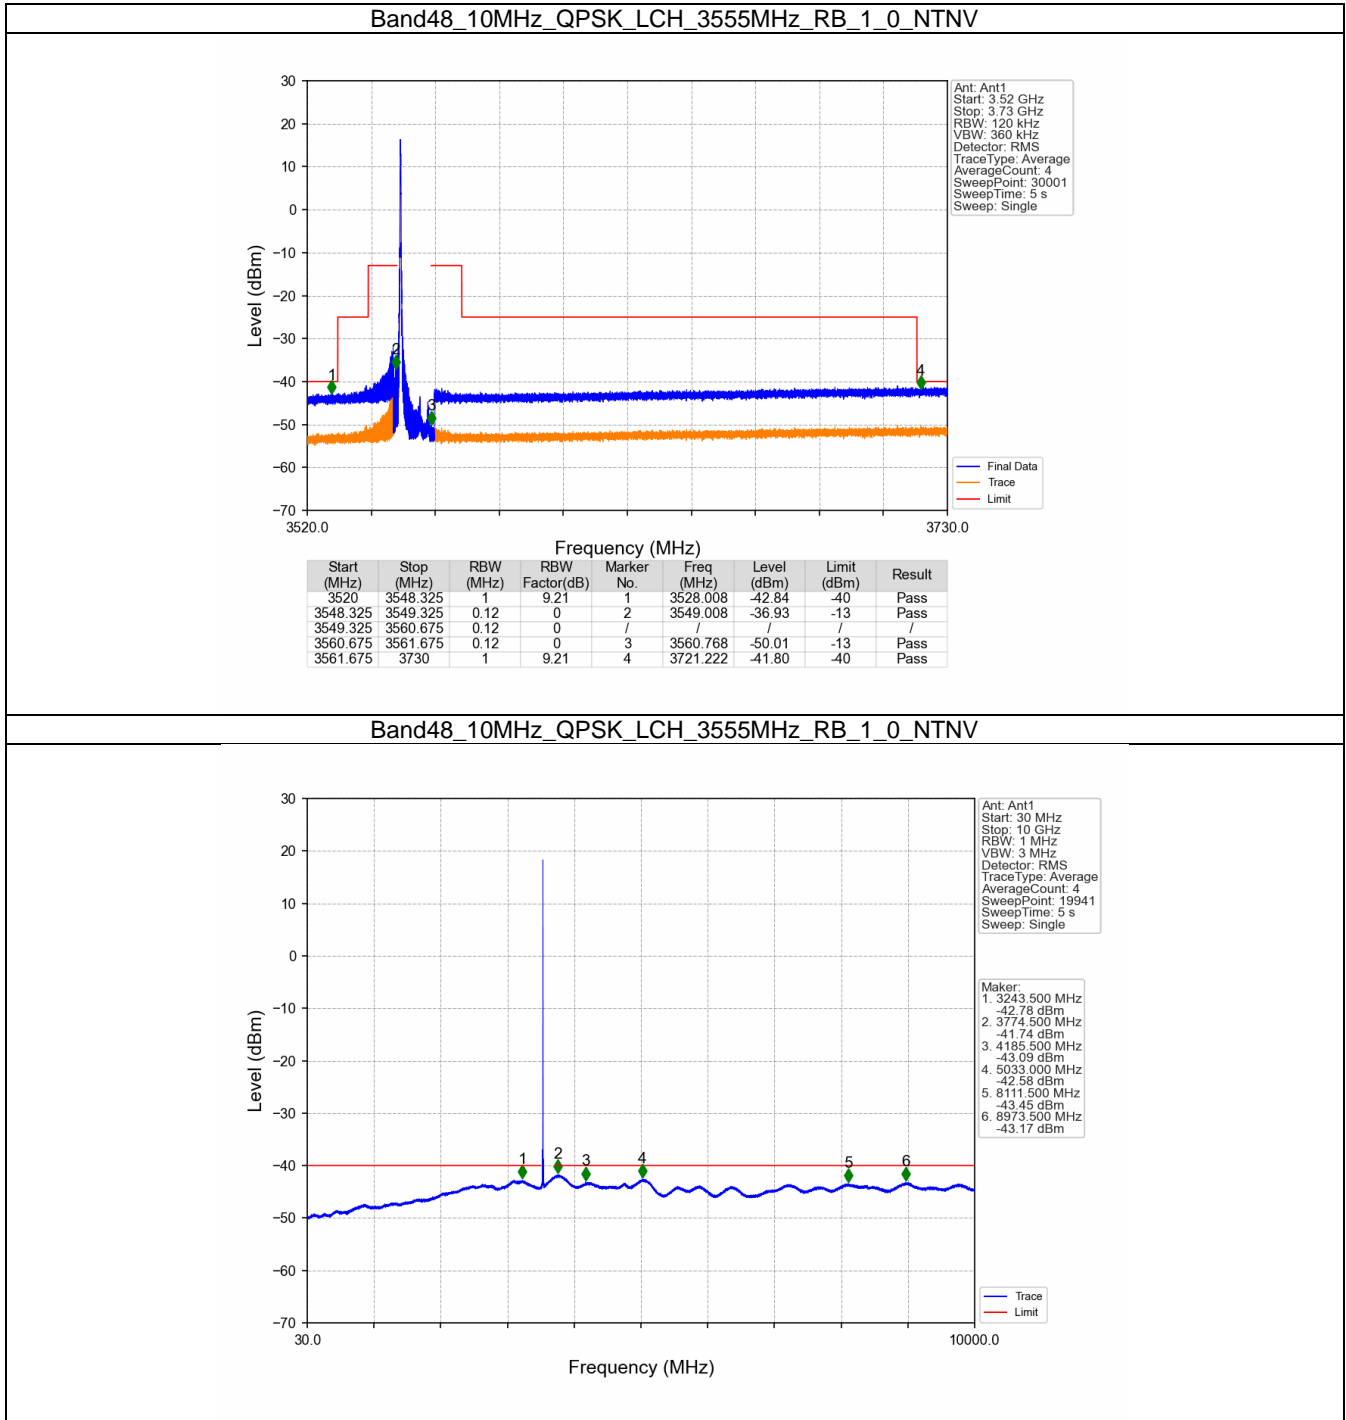 Band48_10MHz_QPSK_LCH_3555MHz_RB_1_0_NTNV
30
20
10
0
−10
−20
−30
−40
−50
−60
−70
Level (dBm)
1
2
3
4
3520.0
3730.0
Frequency (MHz)
Ant: Ant1
Start: 3.52 GHz
Stop: 3.73 GHz
RBW: 120 kHz
VBW: 360 kHz
Detector: RMS
TraceType: Average
AverageCount: 4
SweepPoint: 30001
SweepTime: 5 s
Sweep: Single
Final Data
Trace
Limit
Start (MHz) Stop (MHz) RBW (MHz) RBW Factor(dB) Marker No. Freq (MHz) Level (dBm) Limit (dBm) Result
3520 3548.325 1 9.21 1 3528.008 -42.84 -40 Pass
3548.325 3549.325 0.12 0 2 3549.008 -36.93 -13 Pass
3549.325 3560.675 0.12 0 / / / / /
3560.675 3561.675 0.12 0 3 3560.768 -50.01 -13 Pass
3561.675 3730 1 9.21 4 3721.222 -41.80 -40 Pass
Band48_10MHz_QPSK_LCH_3555MHz_RB_1_0_NTNV
30
20
10
0
−10
−20
−30
−40
−50
−60
−70
Level (dBm)
1
2
3
4
5
6
30.0
10000.0
Frequency (MHz)
Ant: Ant1
Start: 30 MHz
Stop: 10 GHz
RBW: 1 MHz
VBW: 3 MHz
Detector: RMS
TraceType: Average
AverageCount: 4
SweepPoint: 19941
SweepTime: 5 s
Sweep: Single
Maker:
1. 3243.500 MHz
-42.78 dBm
2. 3774.500 MHz
-41.74 dBm
3. 4185.500 MHz
-43.09 dBm
4. 5033.000 MHz
-42.58 dBm
5. 8111.500 MHz
-43.45 dBm
6. 8973.500 MHz
-43.17 dBm
Trace
Limit